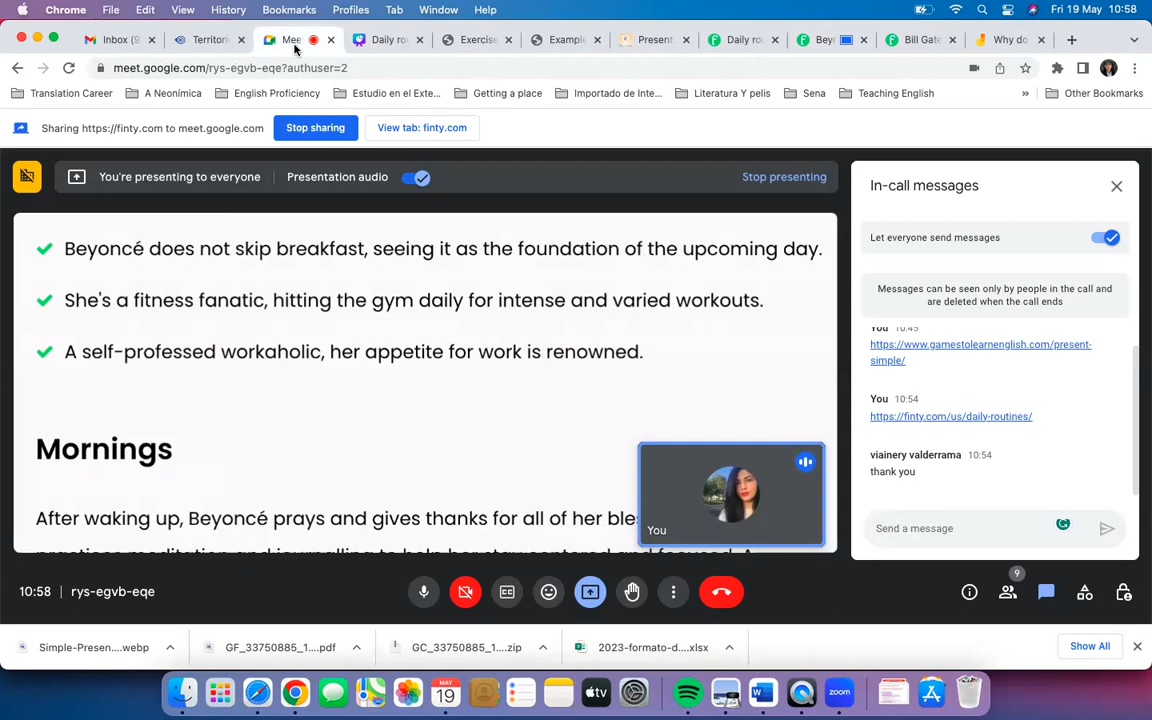 Chrome File Edit View History Bookmarks Profiles Tab Window Help Fri 19 May 10:58
Inbox (9 Territori Mee Daily ro Exercise Example Present Daily ro Bey Bill Gate Why do
meet.google.com/rys-egvb-eqe?authuser=2
Translation Career A Neonímica English Proficiency Estudio en el Exte... Getting a place Importado de Inte... Literatura Y pelis Sena Teaching English » Other Bookmarks
Sharing https://finty.com to meet.google.com Stop sharing View tab: finty.com
You're presenting to everyone Presentation audio Stop presenting
Beyoncé does not skip breakfast, seeing it as the foundation of the upcoming day.
She's a fitness fanatic, hitting the gym daily for intense and varied workouts.
A self-professed workaholic, her appetite for work is renowned.
Mornings
After waking up, Beyoncé prays and gives thanks for all of her
You
In-call messages
Let everyone send messages
Messages can be seen only by people in the call and
are deleted when the call ends
You 10:45
https://www.gamestolearnenglish.com/present-
simple/
You 10:54
https://finty.com/us/daily-routines/
viainery valderrama 10:54
thank you
Send a message
10:58 | rys-egvb-eqe
9
Simple-Presen....webp GF_33750885_1....pdf GC_33750885_1....zip 2023-formato-d....xlsx Show All
MAY
19
tv
W
zoom